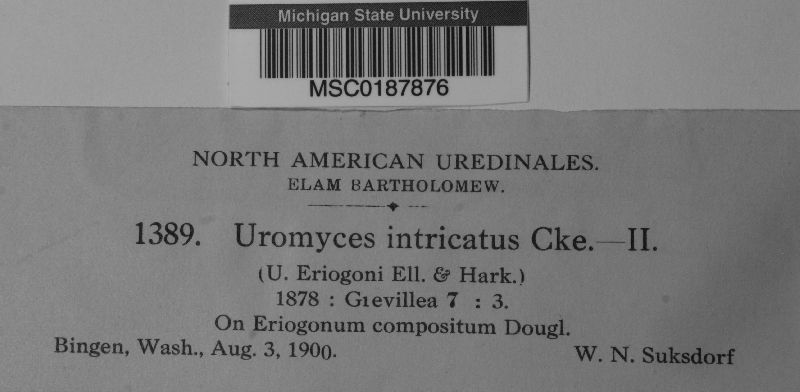 Michigan State University
MSC0187876
NORTH AMERICAN UREDINALES.
ELAM BARTHOLOMEW.
1389. Uromyces intricatus Cke.—II.
(U. Eriogoni Ell. & Hark.)
1878 : Grevillea 7 : 3.
On Eriogonum compositum Dougl.
Bingen, Wash., Aug. 3, 1900. W. N. Suksdorf